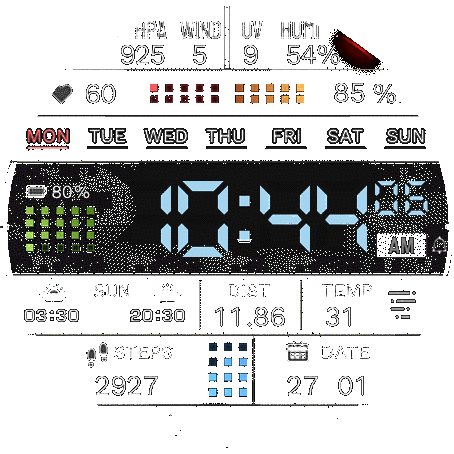 HPA WIND UV HUMI
925 5 9 54%
60 85 %
MON TUE WED THU FRI SAT SUN
80%
10:44 06
AM
SUN DIST TEMP
03:30 20:30 11.86 31
STEPS DATE
2927 27 01